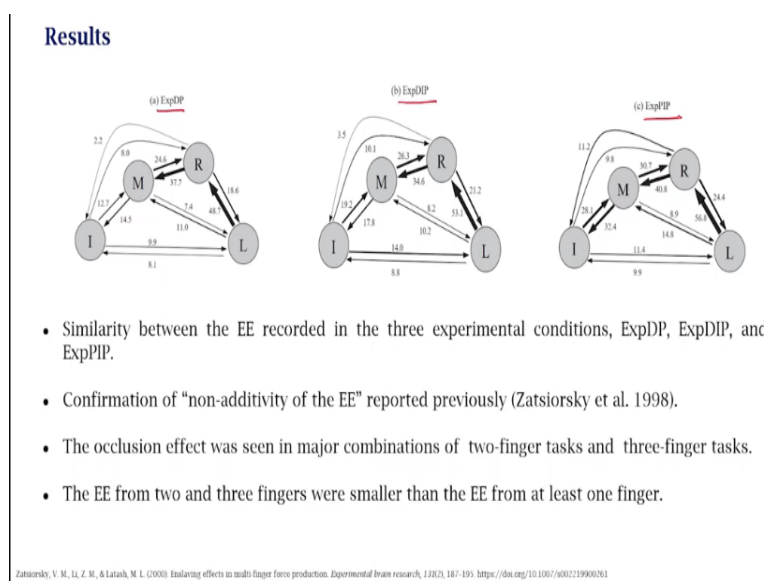 Results
(a) ExpDP
(b) ExpDIP
(c) ExpPIP
2.2
8.0
24.6
37.7
12.7
14.5
7.4
11.0
48.7
18.6
9.9
8.1
I
M
R
L
3.5
10.1
26.3
34.6
19.2
17.8
8.2
10.2
53.1
21.2
14.0
8.8
I
M
R
L
11.2
9.8
30.7
40.8
28.1
32.4
8.9
14.8
56.8
24.4
11.4
9.9
I
M
R
L
• Similarity between the EE recorded in the three experimental conditions, ExpDP, ExpDIP, and
ExpPIP.
• Confirmation of “non-additivity of the EE” reported previously (Zatsiorsky et al. 1998).
• The occlusion effect was seen in major combinations of two-finger tasks and three-finger tasks.
• The EE from two and three fingers were smaller than the EE from at least one finger.
Zatsiorsky, V. M., Li, Z. M., & Latash, M. L. (2000). Enslaving effects in multi-finger force production. Experimental brain research, 131(2), 187-195. https://doi.org/10.1007/s002219900261